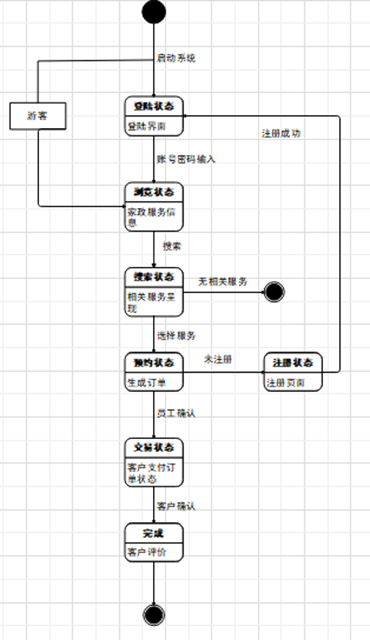 启动系统
游客
登陆状态
登陆界面
注册成功
账号密码输入
浏览状态
家政服务信
息
搜索
搜索状态
相关服务呈
现
无相关服务
选择服务
预约状态
生成订单
未注册
注册状态
注册页面
员工确认
交易状态
客户支付订
单状态
客户确认
完成
客户评价